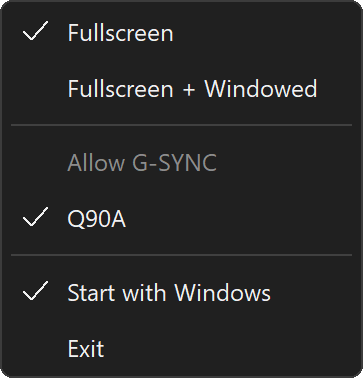 Fullscreen
Fullscreen + Windowed
Allow G-SYNC
Q90A
Start with Windows
Exit